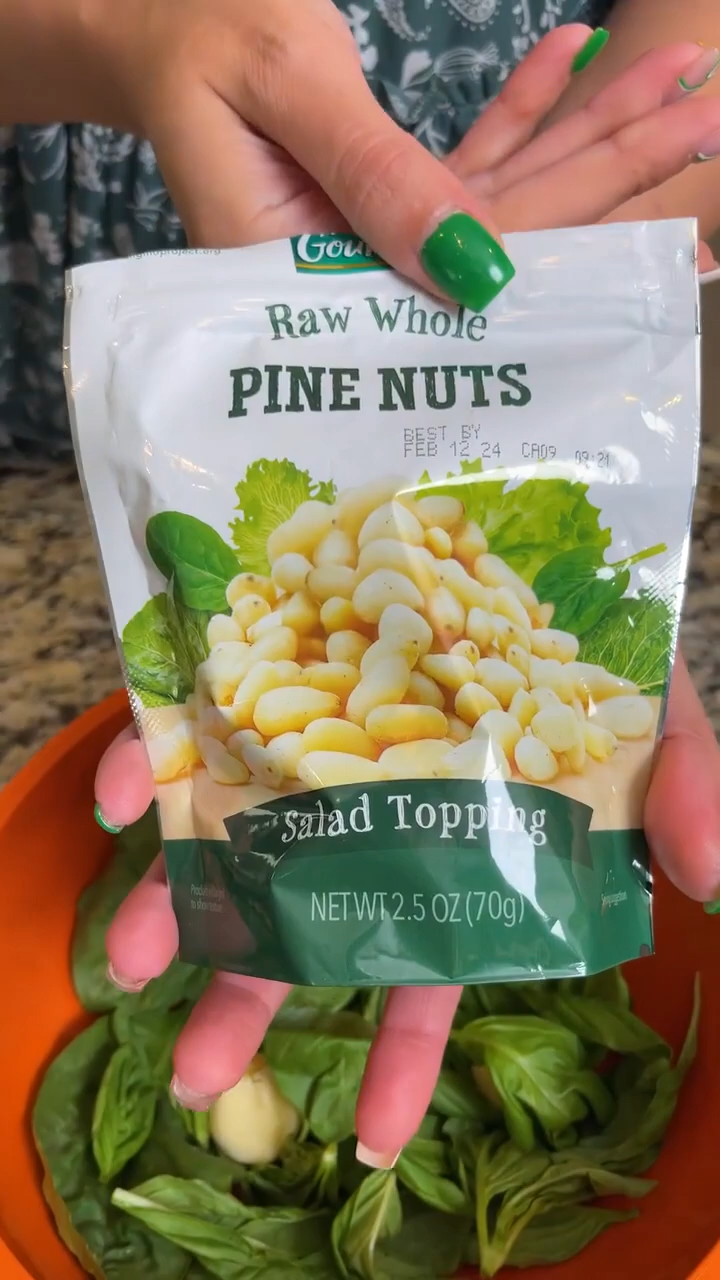 Raw Whole
PINE NUTS
BEST BY
FEB 12 24 CA09 09:21
Salad Topping
NET WT 2.5 OZ (70g)